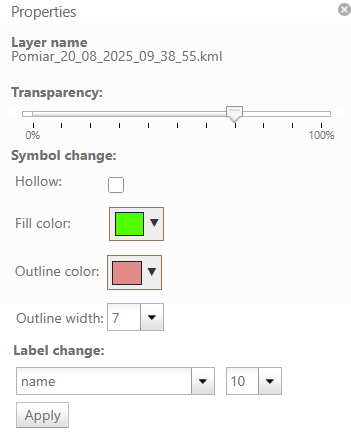 Properties
Layer name
Pomiar_20_08_2025_09_38_55.kml
Transparency:
0% 100%
Symbol change:
Hollow:
Fill color:
Outline color:
Outline width: 7
Label change:
name 10
Apply